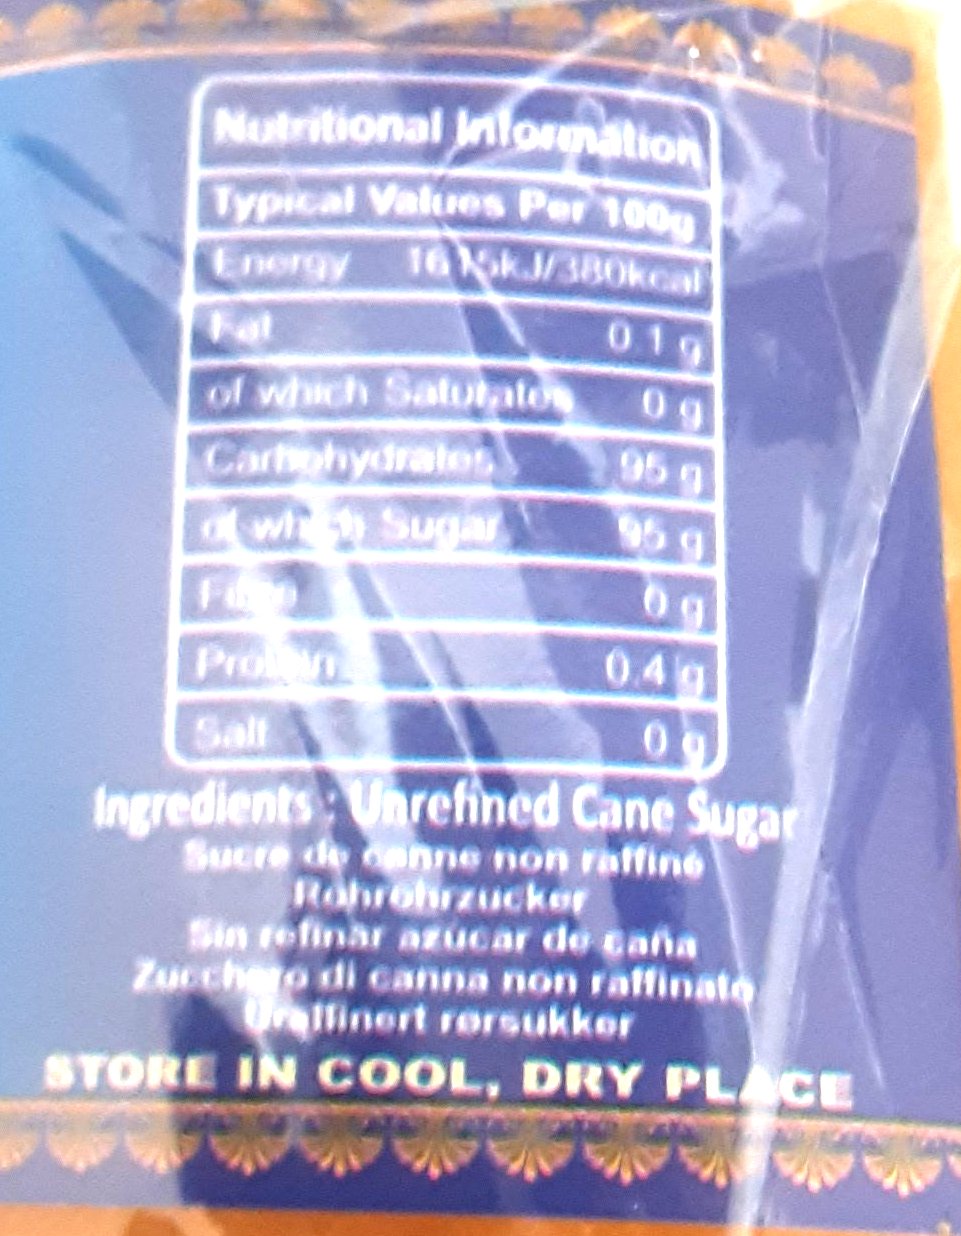 Nutritional Information
Typical Values Per 100g
Energy 1615kJ/380kcal
Fat 0.1 g
of which Saturates 0 g
Carbohydrates 95 g
of which Sugar 95 g
Fibre 0 g
Protein 0.4 g
Salt 0 g
Ingredients : Unrefined Cane Sugar
Sucre de canne non raffiné
Rohrohrzucker
Sin refinar azúcar de caña
Zucchero di canna non raffinato
Uraffinert rørsukker
STORE IN COOL, DRY PLACE